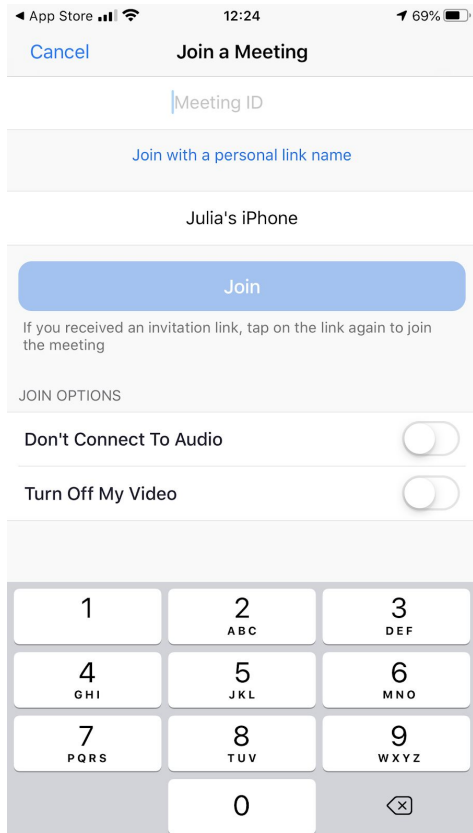 App Store 12:24 69%
Cancel Join a Meeting
Meeting ID
Join with a personal link name
Julia's iPhone
Join
If you received an invitation link, tap on the link again to join
the meeting
JOIN OPTIONS
Don't Connect To Audio
Turn Off My Video
1 2 3
ABC DEF
4 5 6
GHI JKL MNO
7 8 9
PQRS TUV WXYZ
0